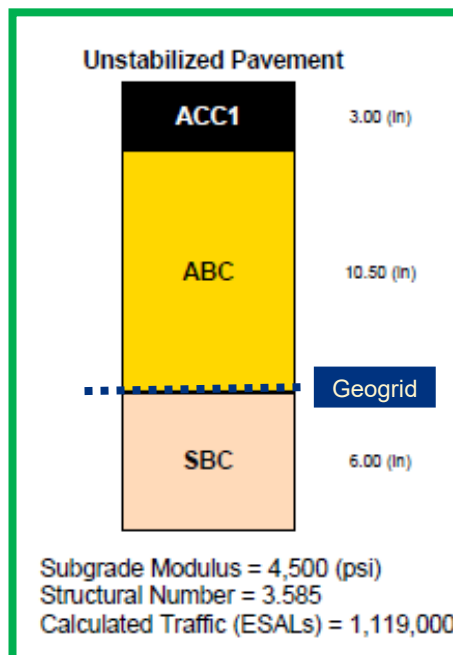 Unstabilized Pavement
ACC1
3.00 (in)
ABC
10.50 (in)
Geogrid
SBC
6.00 (in)
Subgrade Modulus = 4,500 (psi)
Structural Number = 3.585
Calculated Traffic (ESALs) = 1,119,000